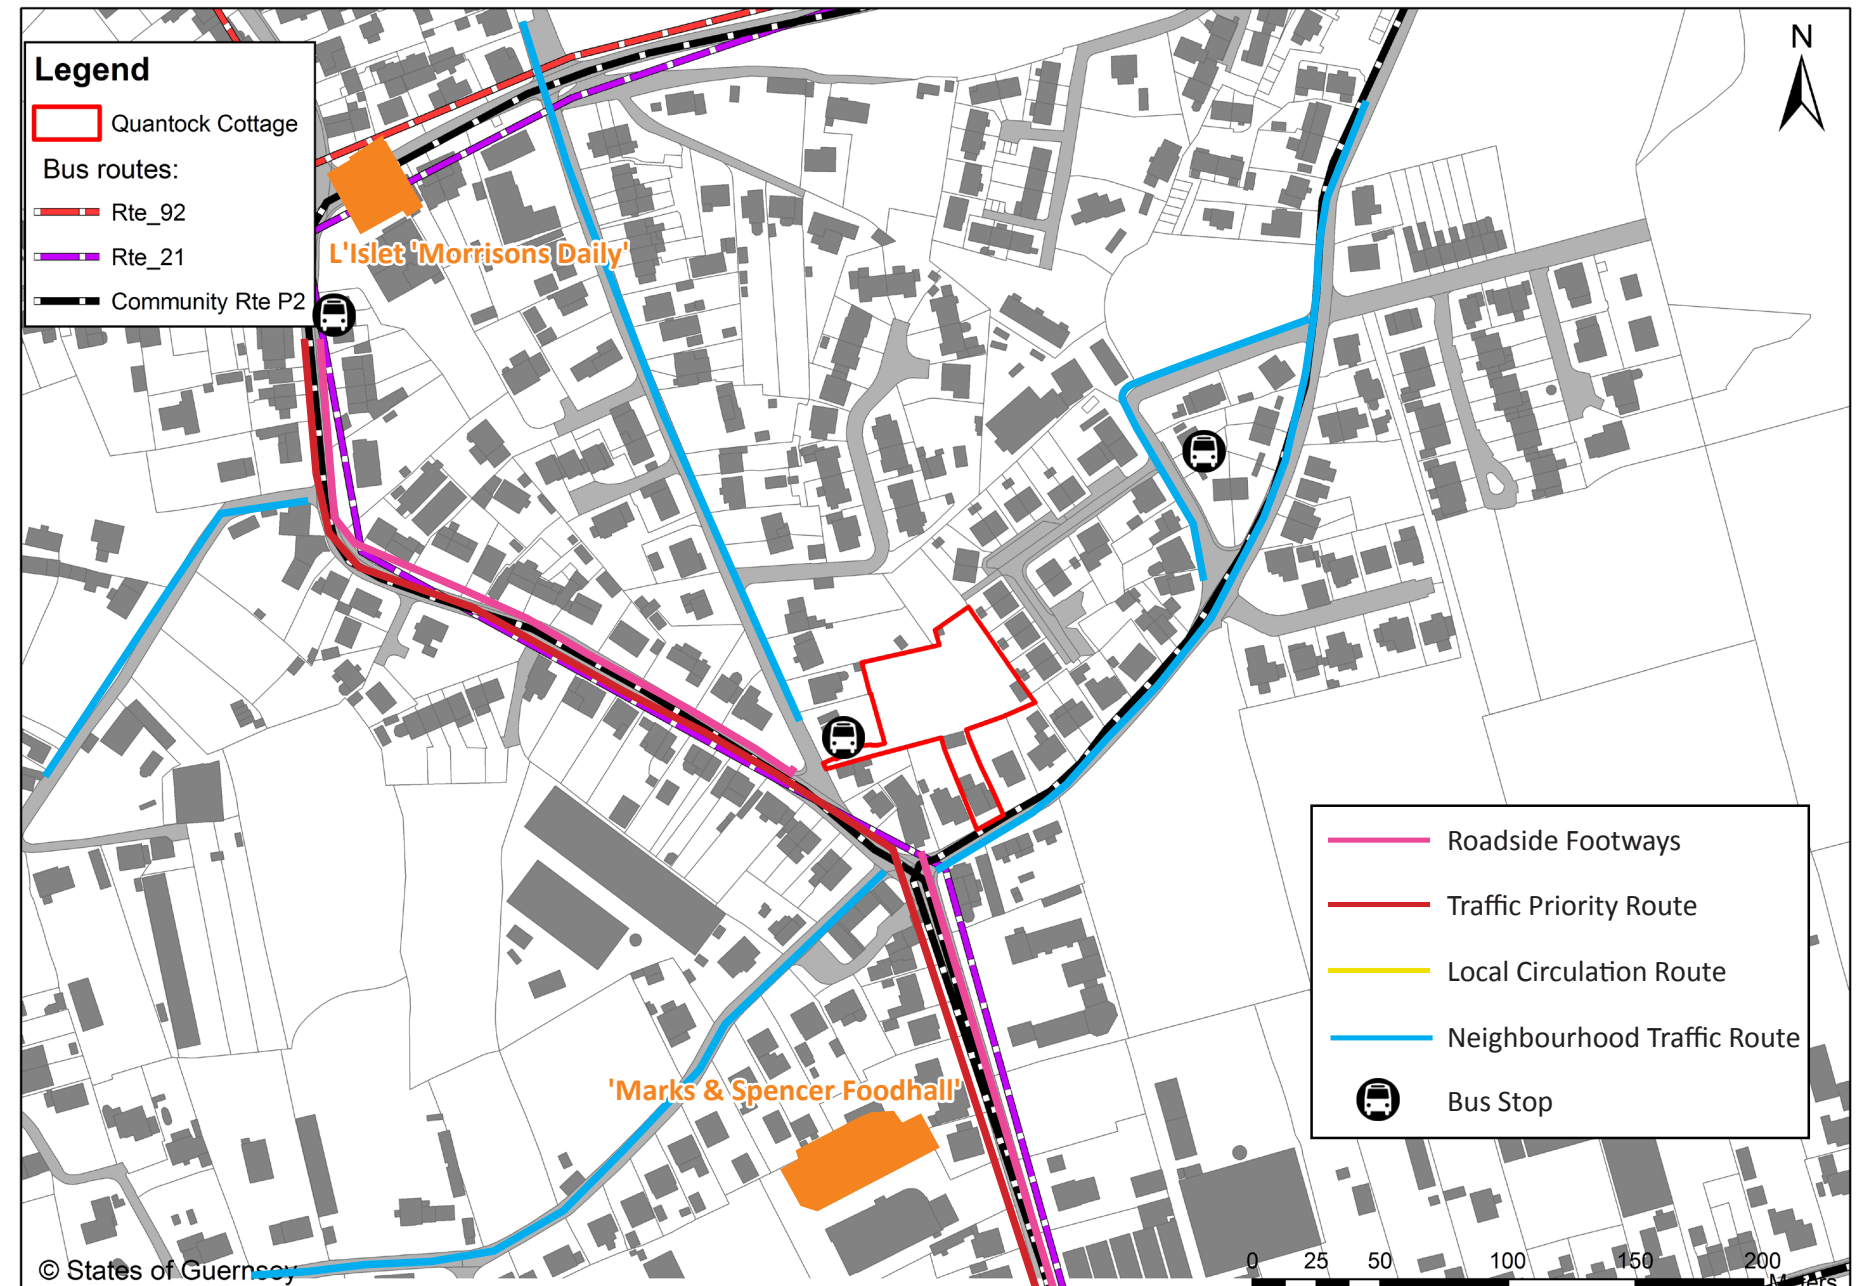 Legend
Quantock Cottage
Bus routes:
Rte_92
Rte_21
Community Rte P2
N
L'Islet 'Morrisons Daily'
Roadside Footways
Traffic Priority Route
Local Circulation Route
Neighbourhood Traffic Route
Bus Stop
'Marks & Spencer Foodhall'
© States of Guernsey
0 25 50 100 150 200
Meters